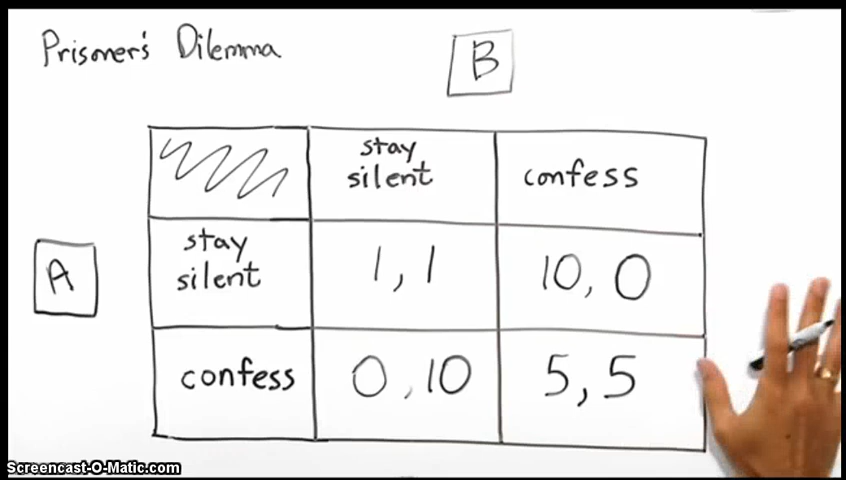 Prisoner's Dilemma
B
stay
silent
confess
A
stay
silent
1, 1
10, 0
confess
0, 10
5, 5
Screencast-O-Matic.com